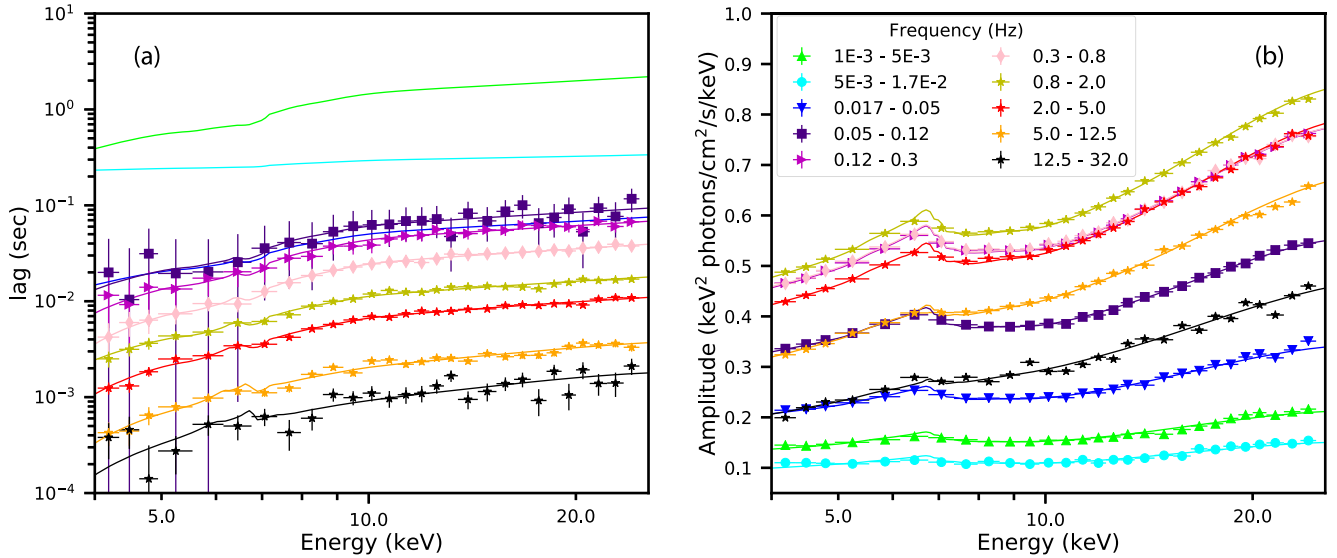 (a)
lag (sec)
10¹
10⁰
10⁻¹
10⁻²
10⁻³
10⁻⁴
5.0 10.0 20.0
Energy (keV)
(b)
Amplitude (keV² photons/cm²/s/keV)
1.0
0.9
0.8
0.7
0.6
0.5
0.4
0.3
0.2
0.1
Frequency (Hz)
1E-3 - 5E-3
5E-3 - 1.7E-2
0.017 - 0.05
0.05 - 0.12
0.12 - 0.3
0.3 - 0.8
0.8 - 2.0
2.0 - 5.0
5.0 - 12.5
12.5 - 32.0
5.0 10.0 20.0
Energy (keV)